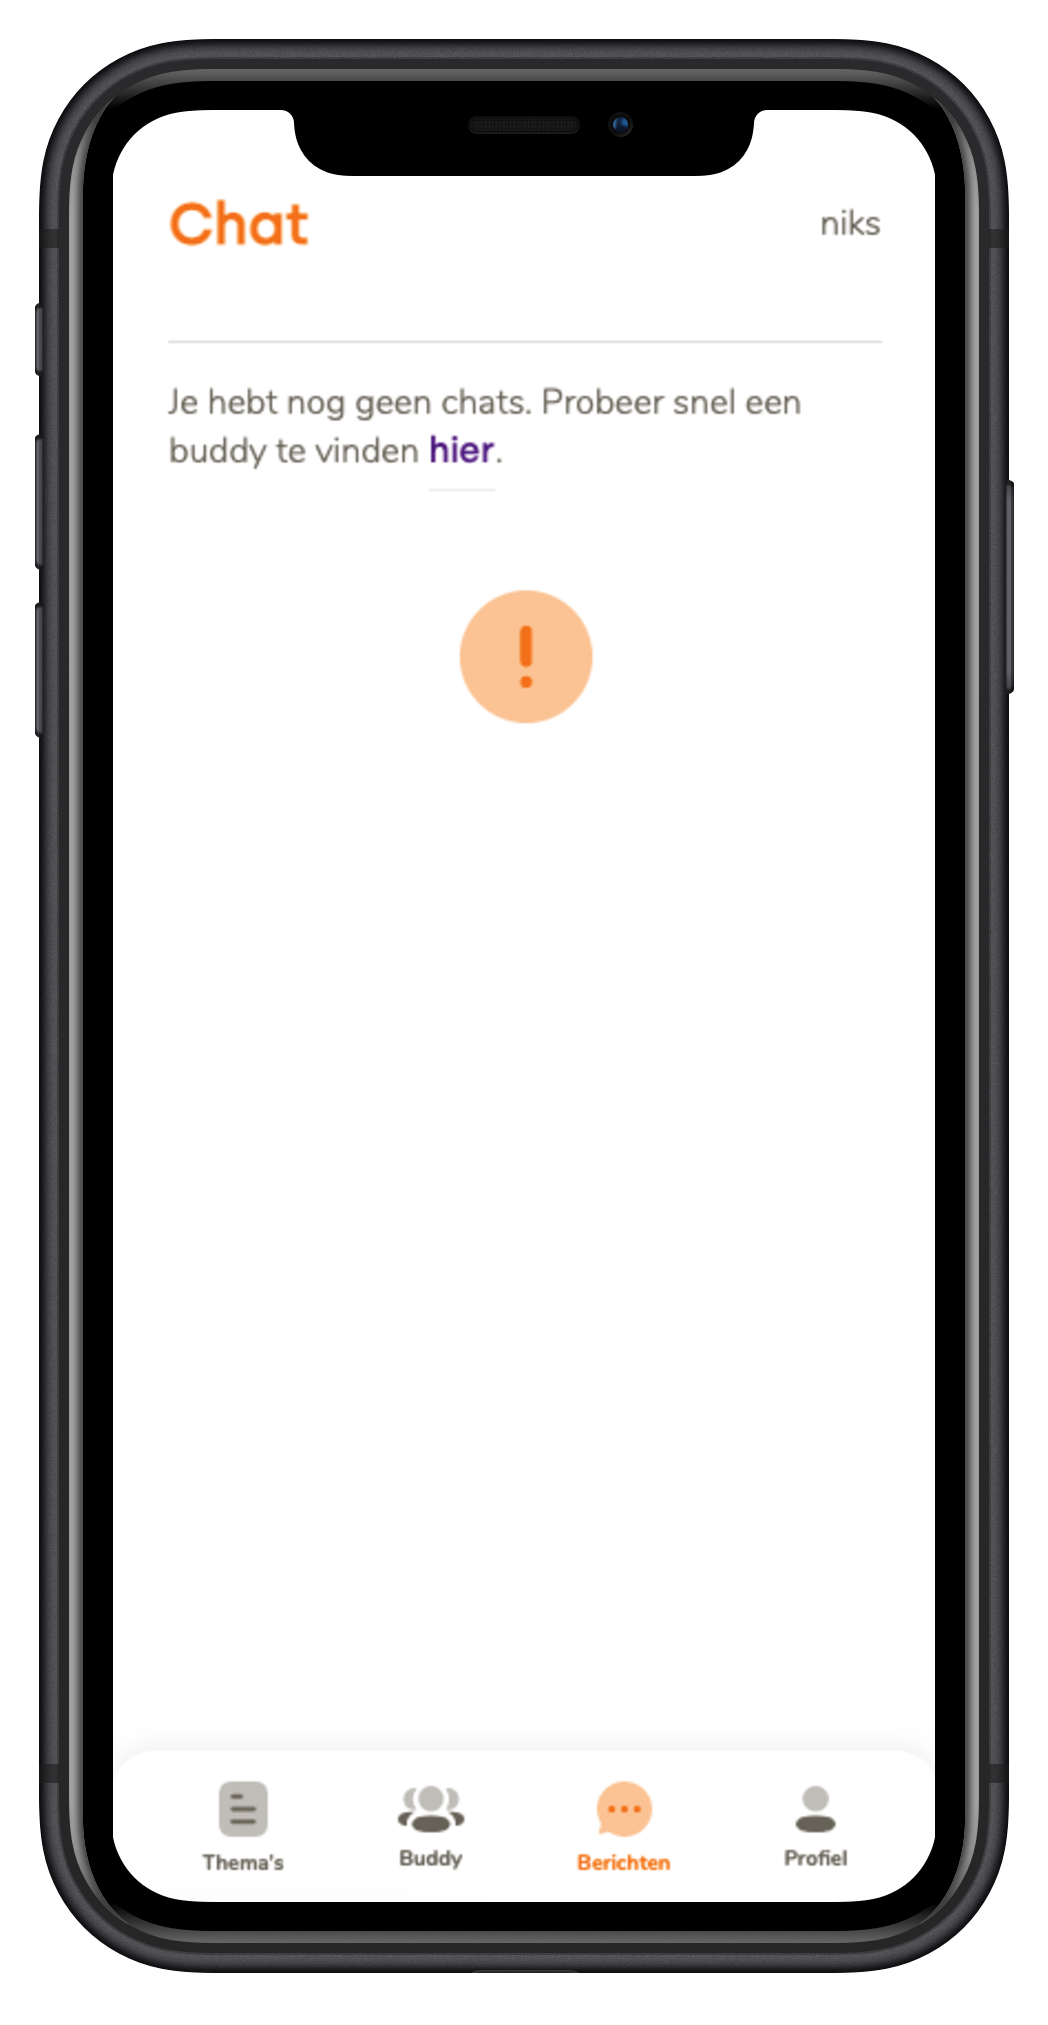 Chat
niks
Je hebt nog geen chats. Probeer snel een
buddy te vinden hier.
Thema's
Buddy
Berichten
Profiel